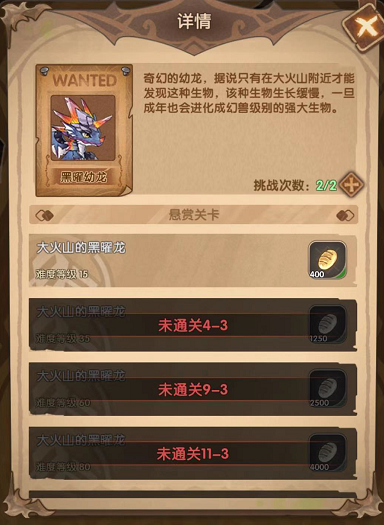 详情
WANTED
黑曜幼龙
奇幻的幼龙，据说只有在大火山附近才能
发现这种生物，该种生物生长缓慢，一旦
成年也会进化成幻兽级别的强大生物。
挑战次数：2/2
悬赏关卡
大火山的黑曜龙
难度等级 15
400
大火山的黑曜龙
未通关4-3
难度等级 35
1250
大火山的黑曜龙
未通关9-3
难度等级 60
2500
大火山的黑曜龙
未通关11-3
难度等级 80
4000